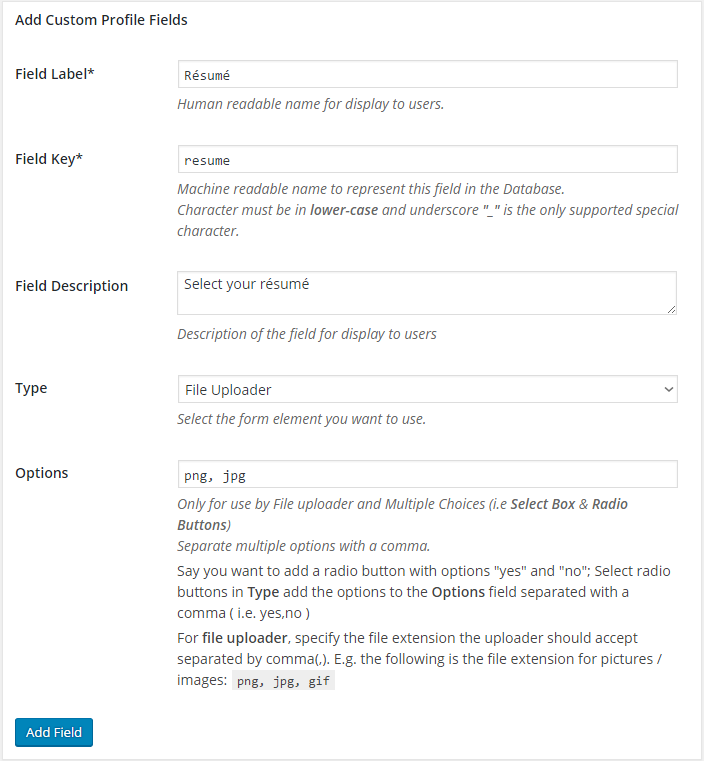 Add Custom Profile Fields
Field Label*
Résumé
Human readable name for display to users.
Field Key*
resume
Machine readable name to represent this field in the Database.
Character must be in lower-case and underscore "_" is the only supported special
character.
Field Description
Select your résumé
Description of the field for display to users
Type
File Uploader
Select the form element you want to use.
Options
png, jpg
Only for use by File uploader and Multiple Choices (i.e Select Box & Radio
Buttons)
Separate multiple options with a comma.
Say you want to add a radio button with options "yes" and "no"; Select radio
buttons in Type add the options to the Options field separated with a
comma ( i.e. yes,no )
For file uploader, specify the file extension the uploader should accept
separated by comma(,). E.g. the following is the file extension for pictures /
images: png, jpg, gif
Add Field